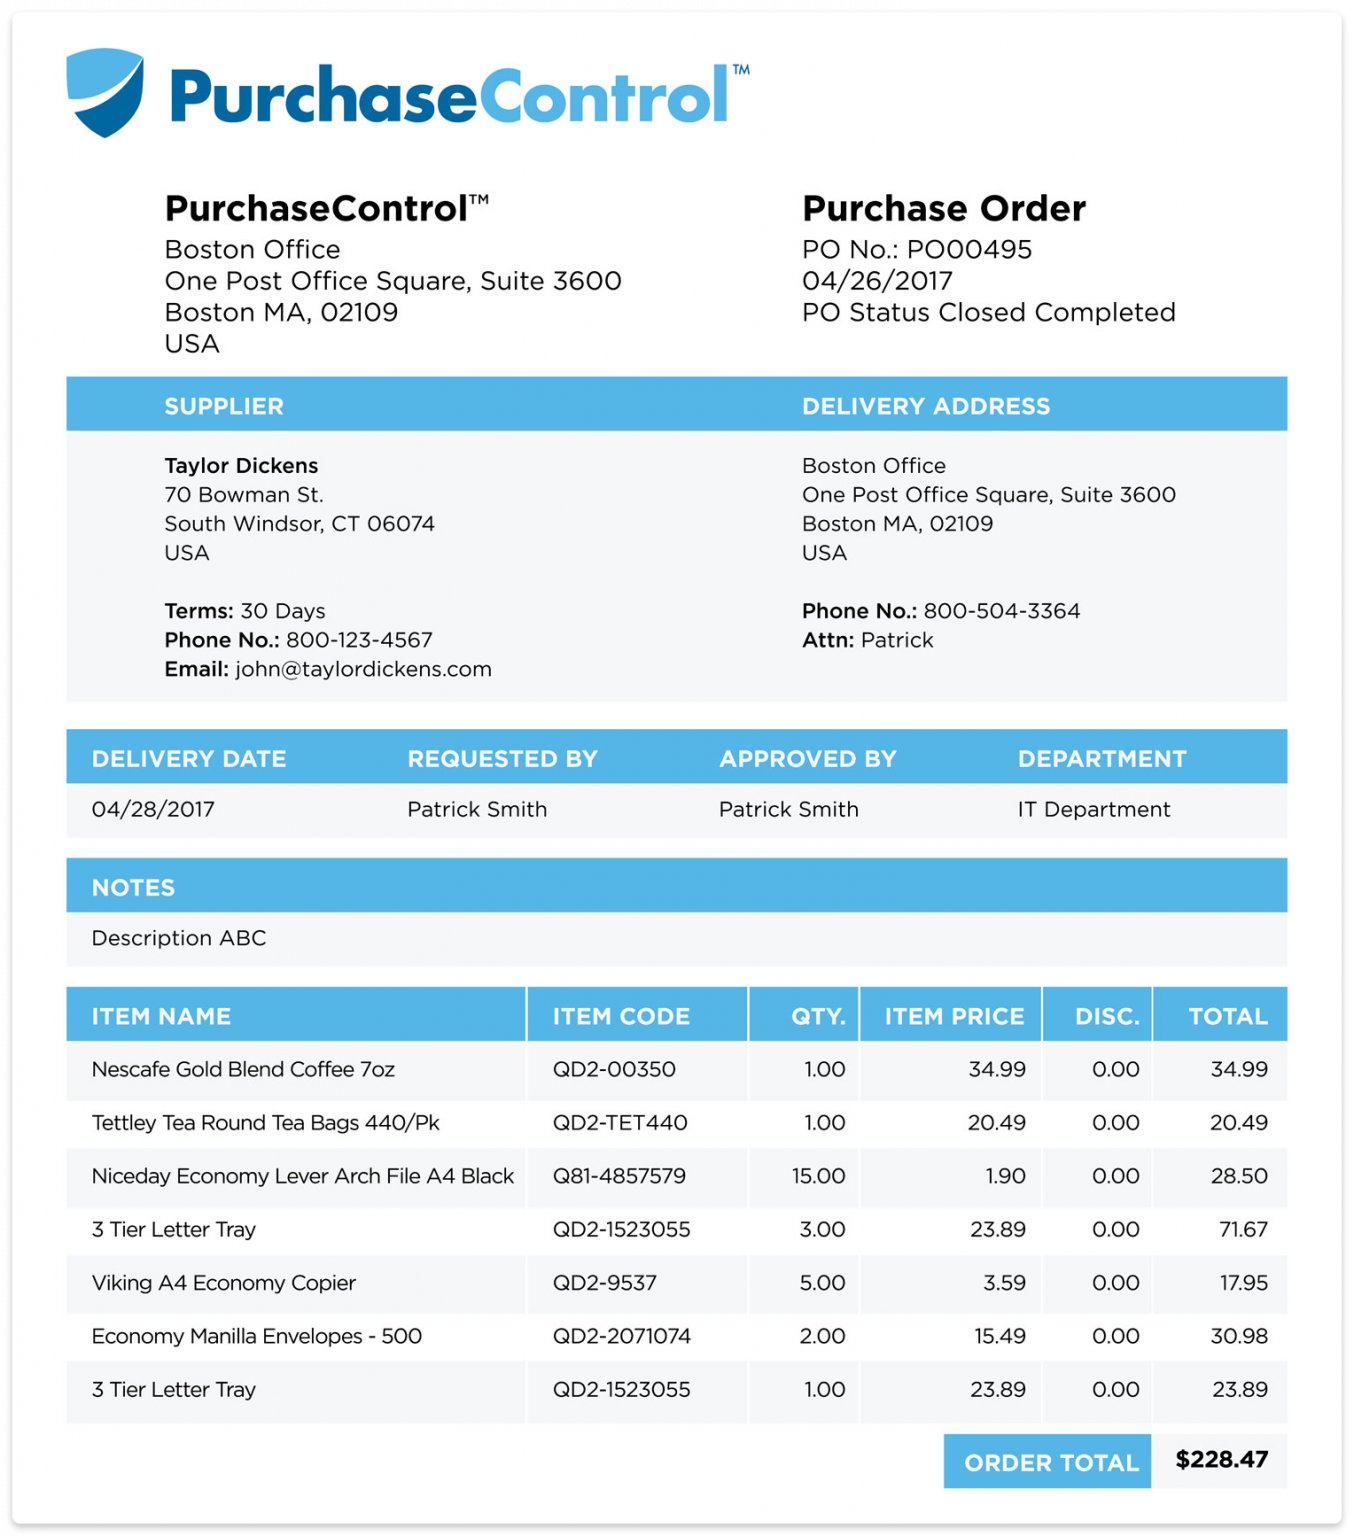 PurchaseControl™
PurchaseControl™
Boston Office
One Post Office Square, Suite 3600
Boston MA, 02109
USA
Purchase Order
PO No.: PO00495
04/26/2017
PO Status Closed Completed
SUPPLIER DELIVERY ADDRESS
Taylor Dickens
70 Bowman St.
South Windsor, CT 06074
USA
Terms: 30 Days
Phone No.: 800-123-4567
Email: john@taylordickens.com
Boston Office
One Post Office Square, Suite 3600
Boston MA, 02109
USA
Phone No.: 800-504-3364
Attn: Patrick
DELIVERY DATE REQUESTED BY APPROVED BY DEPARTMENT
04/28/2017 Patrick Smith Patrick Smith IT Department
NOTES
Description ABC
ITEM NAME ITEM CODE QTY. ITEM PRICE DISC. TOTAL
Nescafe Gold Blend Coffee 7oz QD2-00350 1.00 34.99 0.00 34.99
Tettley Tea Round Tea Bags 440/Pk QD2-TET440 1.00 20.49 0.00 20.49
Niceday Economy Lever Arch File A4 Black Q81-4857579 15.00 1.90 0.00 28.50
3 Tier Letter Tray QD2-1523055 3.00 23.89 0.00 71.67
Viking A4 Economy Copier QD2-9537 5.00 3.59 0.00 17.95
Economy Manilla Envelopes - 500 QD2-2071074 2.00 15.49 0.00 30.98
3 Tier Letter Tray QD2-1523055 1.00 23.89 0.00 23.89
ORDER TOTAL $228.47